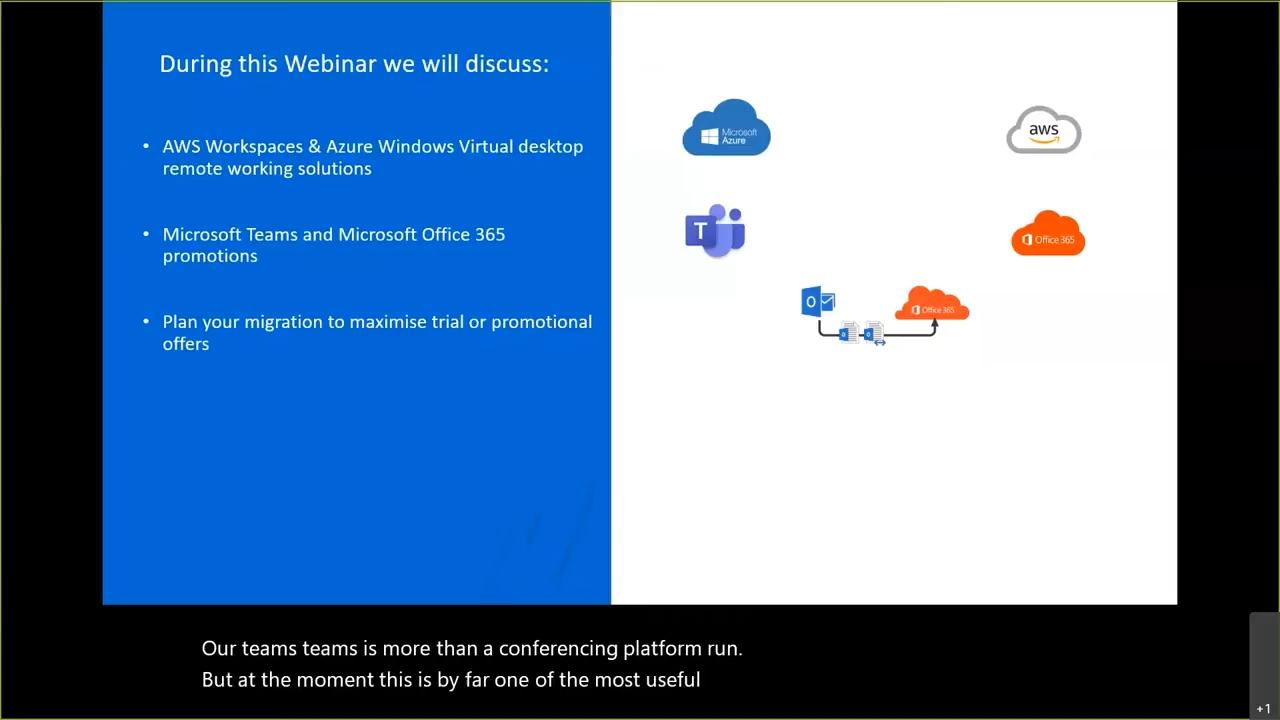 During this Webinar we will discuss:
• AWS Workspaces & Azure Windows Virtual desktop
remote working solutions
• Microsoft Teams and Microsoft Office 365
promotions
• Plan your migration to maximise trial or promotional
offers
Microsoft
Azure
aws
T
Office 365
O
Office 365
Our teams teams is more than a conferencing platform run.
But at the moment this is by far one of the most useful
+1